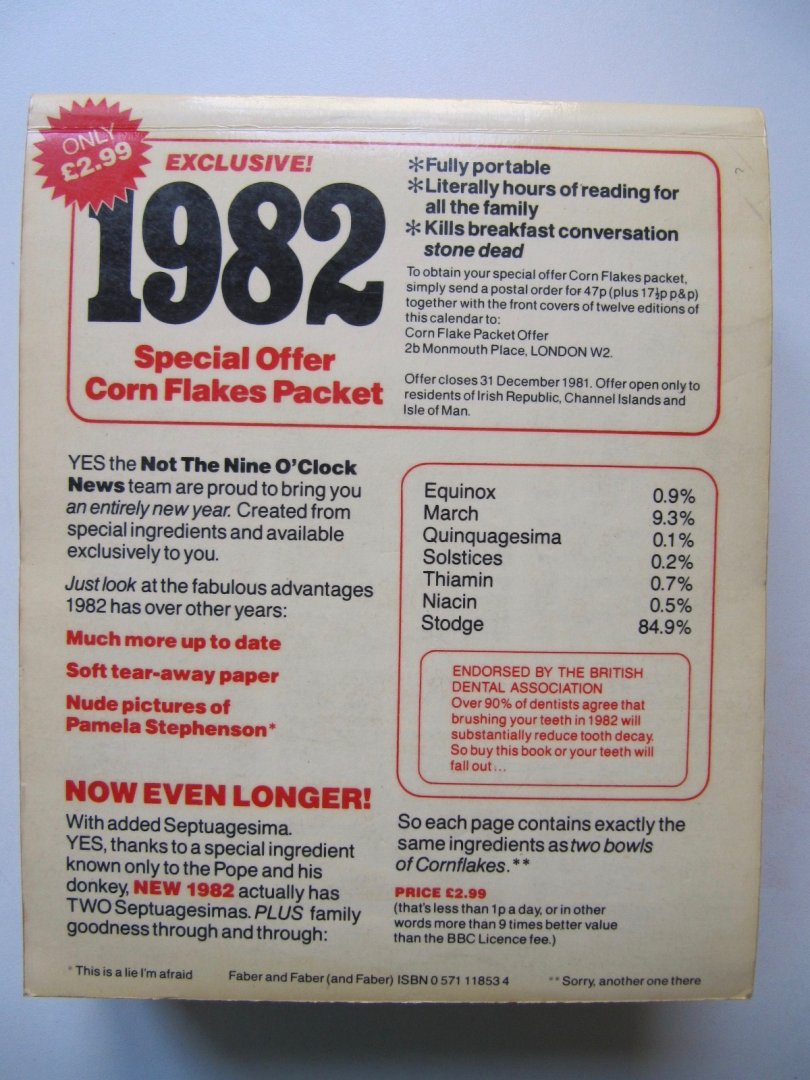 ONLY
£2.99
EXCLUSIVE!
1982
Special Offer
Corn Flakes Packet
*Fully portable
*Literally hours of reading for
all the family
*Kills breakfast conversation
stone dead
To obtain your special offer Corn Flakes packet,
simply send a postal order for 47p (plus 17½p p&p)
together with the front covers of twelve editions of
this calendar to:
Corn Flake Packet Offer
2b Monmouth Place, LONDON W2.
Offer closes 31 December 1981. Offer open only to
residents of Irish Republic, Channel Islands and
Isle of Man.
YES the Not The Nine O'Clock
News team are proud to bring you
an entirely new year. Created from
special ingredients and available
exclusively to you.
Just look at the fabulous advantages
1982 has over other years:
Much more up to date
Soft tear-away paper
Nude pictures of
Pamela Stephenson*
NOW EVEN LONGER!
With added Septuagesima.
YES, thanks to a special ingredient
known only to the Pope and his
donkey, NEW 1982 actually has
TWO Septuagesimas. PLUS family
goodness through and through:
Equinox 0.9%
March 9.3%
Quinquagesima 0.1%
Solstices 0.2%
Thiamin 0.7%
Niacin 0.5%
Stodge 84.9%
ENDORSED BY THE BRITISH
DENTAL ASSOCIATION
Over 90% of dentists agree that
brushing your teeth in 1982 will
substantially reduce tooth decay.
So buy this book or your teeth will
fall out...
So each page contains exactly the
same ingredients as two bowls
of Cornflakes.**
PRICE £2.99
(that's less than 1p a day, or in other
words more than 9 times better value
than the BBC Licence fee.)
* This is a lie I'm afraid
Faber and Faber (and Faber) ISBN 0 571 11853 4
** Sorry, another one there